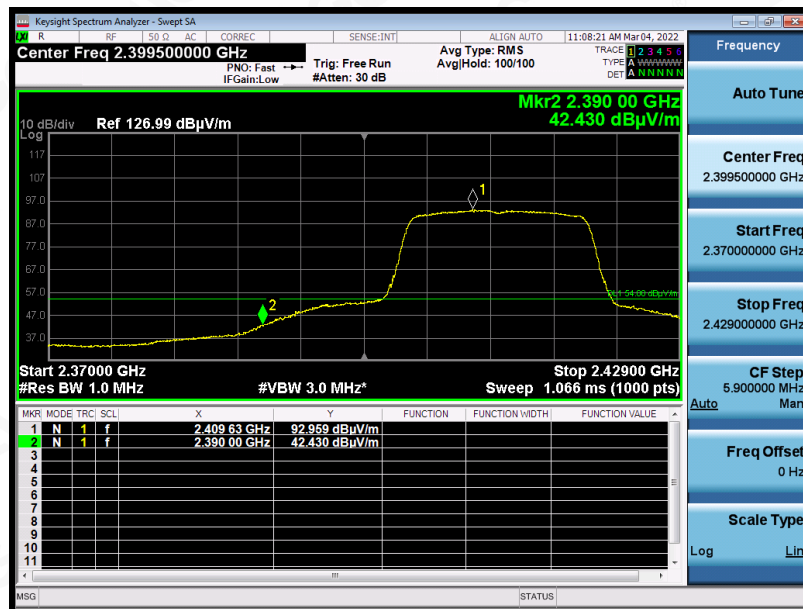 Keysight Spectrum Analyzer - Swept SA
LXI R RF 50 Ω AC CORREC SENSE:INT ALIGN AUTO 11:08:21 AM Mar 04, 2022
Center Freq 2.399500000 GHz
PNO: Fast
IFGain:Low
Trig: Free Run
#Atten: 30 dB
Avg Type: RMS
Avg|Hold: 100/100
TRACE 1 2 3 4 5 6
TYPE A WWWWW
DET A N N N N N
Mkr2 2.390 00 GHz
42.430 dBµV/m
10 dB/div Ref 126.99 dBµV/m
Log
117
107
97.0
87.0
77.0
67.0
57.0
47.0
37.0
1
2
DL1 54.00 dBµV/m
Start 2.37000 GHz Stop 2.42900 GHz
#Res BW 1.0 MHz #VBW 3.0 MHz* Sweep 1.066 ms (1000 pts)
MKR MODE TRC SCL X Y FUNCTION FUNCTION WIDTH FUNCTION VALUE
1 N 1 f 2.409 63 GHz 92.959 dBµV/m
2 N 1 f 2.390 00 GHz 42.430 dBµV/m
3
4
5
6
7
8
9
10
11
MSG STATUS
Frequency
Auto Tune
Center Freq
2.399500000 GHz
Start Freq
2.370000000 GHz
Stop Freq
2.429000000 GHz
CF Step
5.900000 MHz
Auto Man
Freq Offset
0 Hz
Scale Type
Log Lin